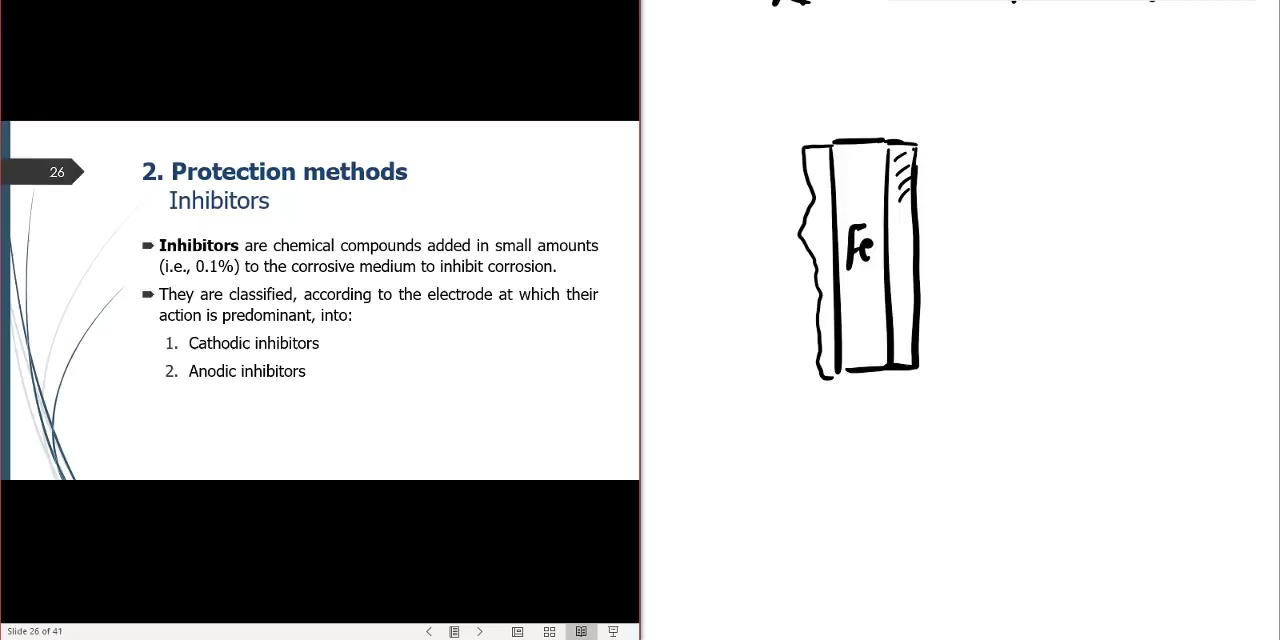 26
2. Protection methods
Inhibitors
Inhibitors are chemical compounds added in small amounts
(i.e., 0.1%) to the corrosive medium to inhibit corrosion.
They are classified, according to the electrode at which their
action is predominant, into:
1. Cathodic inhibitors
2. Anodic inhibitors
Slide 26 of 41
Fe